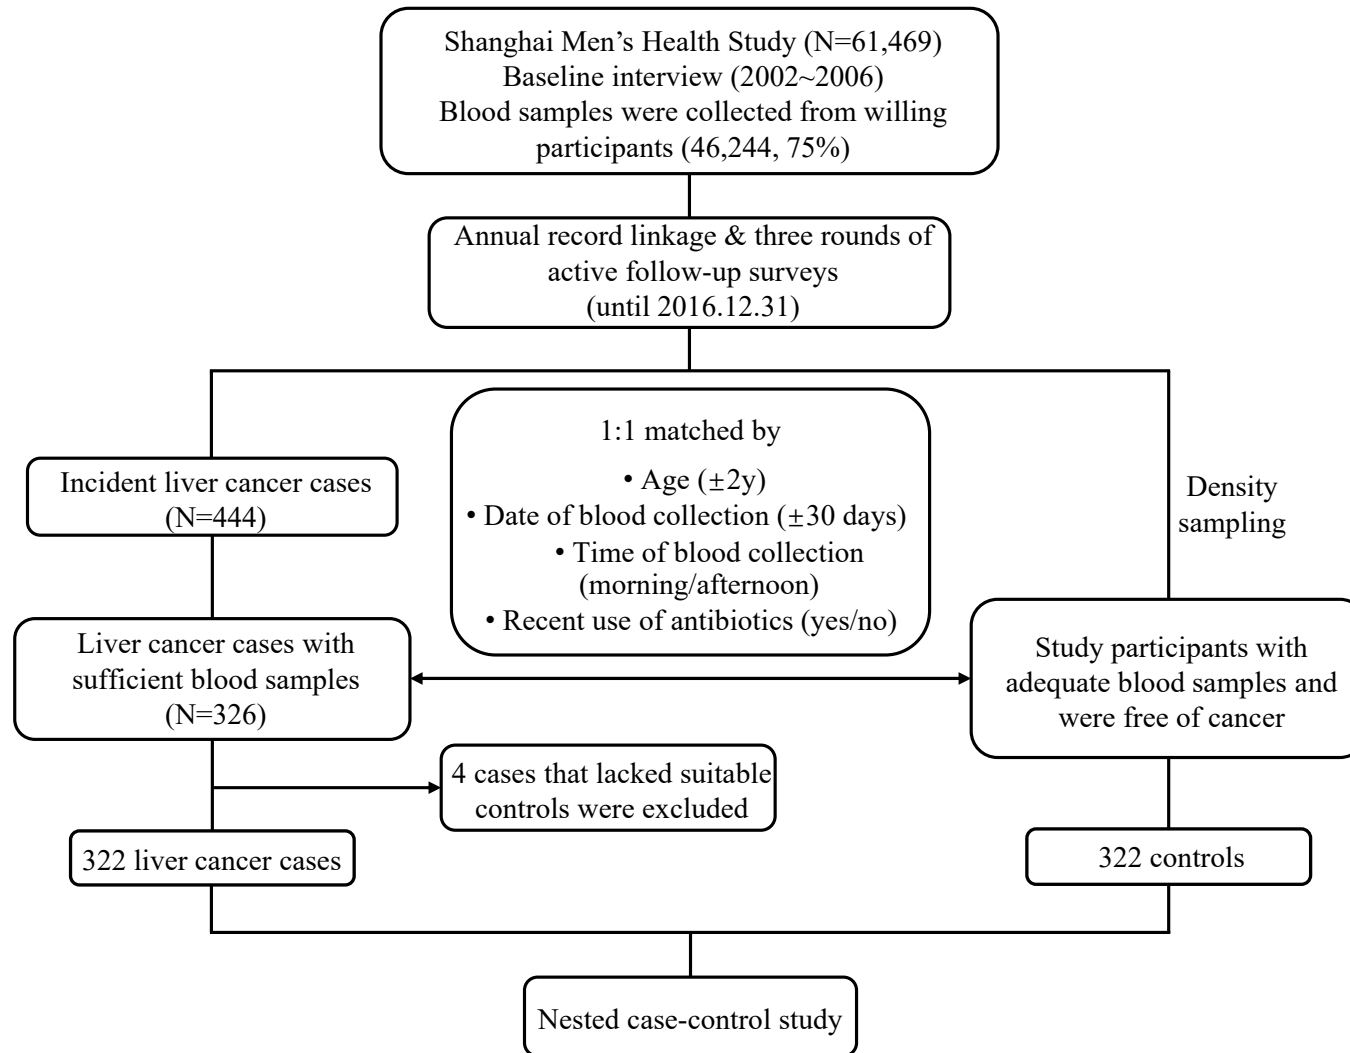 Shanghai Men’s Health Study (N=61,469)
Baseline interview (2002~2006)
Blood samples were collected from willing
participants (46,244, 75%)
Annual record linkage & three rounds of
active follow-up surveys
(until 2016.12.31)
1:1 matched by
• Age (±2y)
• Date of blood collection (±30 days)
• Time of blood collection
(morning/afternoon)
• Recent use of antibiotics (yes/no)
Incident liver cancer cases
(N=444)
Density
sampling
Liver cancer cases with
sufficient blood samples
(N=326)
Study participants with
adequate blood samples and
were free of cancer
4 cases that lacked suitable
controls were excluded
322 liver cancer cases
322 controls
Nested case-control study